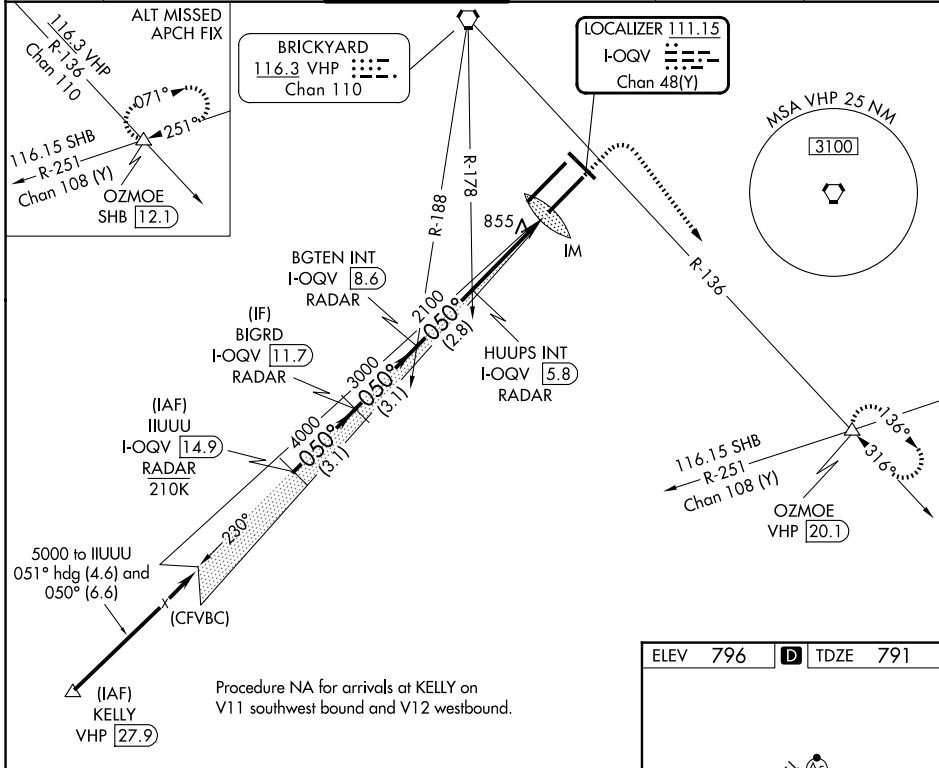 ALT MISSED
APCH FIX
116.3 VHP
R-136
Chan 110
071°
251°
116.15 SHB
R-251
Chan 108 (Y)
OZMOE
SHB 12.1
BRICKYARD
116.3 VHP
Chan 110
LOCALIZER 111.15
I-OQV
Chan 48(Y)
MSA VHP 25 NM
3100
R-188
R-178
855
IM
R-136
BGTEN INT
I-OQV 8.6
RADAR
2100
050°
(2.8)
HUUPS INT
I-OQV 5.8
RADAR
(IF)
BIGRD
I-OQV 11.7
RADAR
3000
050°
(3.1)
(IAF)
IIUUU
I-OQV 14.9
RADAR
210K
4000
050°
(3.1)
230°
136°
316°
116.15 SHB
R-251
Chan 108 (Y)
OZMOE
VHP 20.1
5000 to IIUUU
051° hdg (4.6) and
050° (6.6)
(CFVBC)
(IAF)
KELLY
VHP 27.9
Procedure NA for arrivals at KELLY on
V11 southwest bound and V12 westbound.
ELEV 796 D TDZE 791